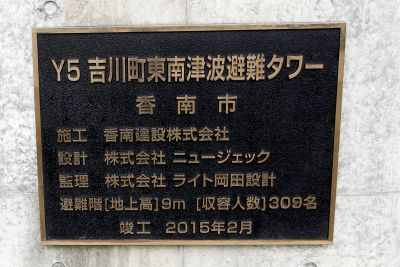 Y5 吉川町東南津波避難タワー
香南市
施工 香南建設株式会社
設計 株式会社 ニュージェック
監理 株式会社 ライト岡田設計
避難階[地上高]9m [収容人数]309名
竣工 2015年2月